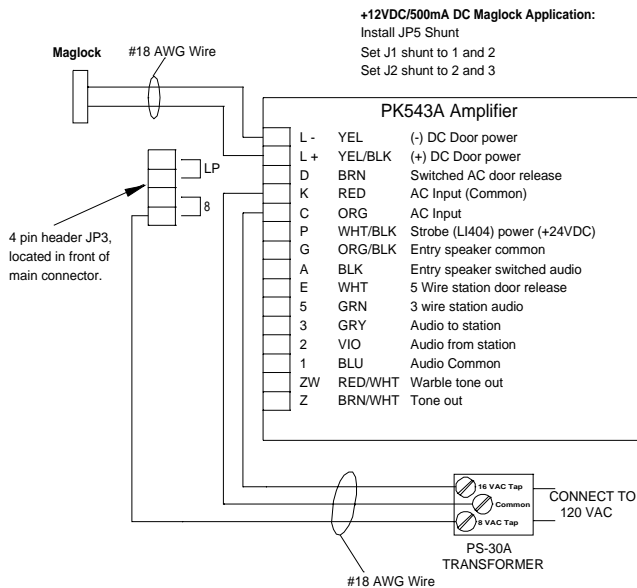 +12VDC/500mA DC Maglock Application:
Install JP5 Shunt
Set J1 shunt to 1 and 2
Set J2 shunt to 2 and 3
Maglock
#18 AWG Wire
PK543A Amplifier
L - YEL (-) DC Door power
L + YEL/BLK (+) DC Door power
D BRN Switched AC door release
K RED AC Input (Common)
C ORG AC Input
P WHT/BLK Strobe (LI404) power (+24VDC)
G ORG/BLK Entry speaker common
A BLK Entry speaker switched audio
E WHT 5 Wire station door release
5 GRN 3 wire station audio
3 GRY Audio to station
2 VIO Audio from station
1 BLU Audio Common
ZW RED/WHT Warble tone out
Z BRN/WHT Tone out
LP
8
4 pin header JP3,
located in front of
main connector.
16 VAC Tap
Common
8 VAC Tap
CONNECT TO
120 VAC
PS-30A
TRANSFORMER
#18 AWG Wire